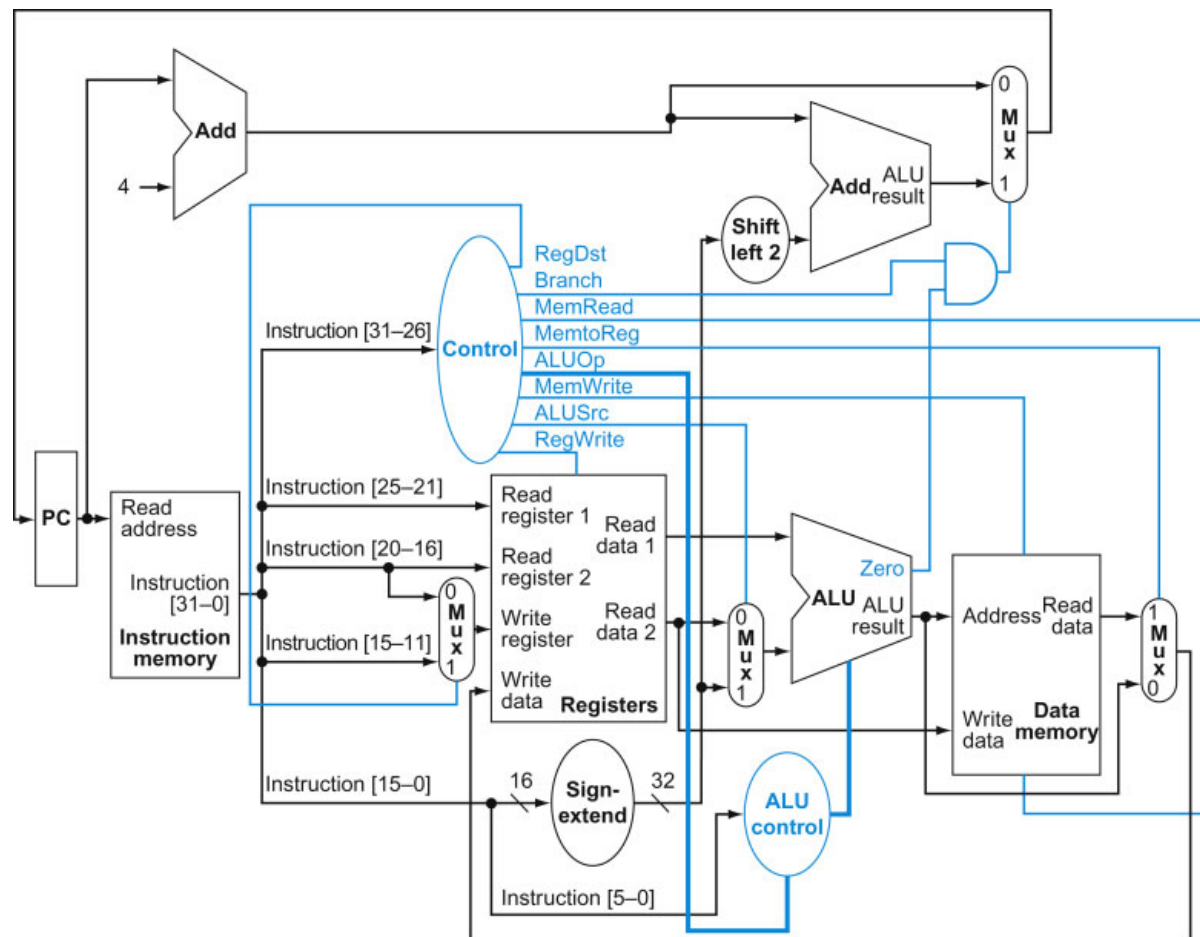 0
M
u
x
1
Add
4
Add
ALU
result
Shift
left 2
RegDst
Branch
MemRead
MemtoReg
ALUOp
MemWrite
ALUSrc
RegWrite
Control
Instruction [31–26]
Instruction [25–21]
Instruction [20–16]
Instruction [15–11]
Instruction [15–0]
Instruction [5–0]
PC
Read
address
Instruction
[31–0]
Instruction
memory
0
M
u
x
1
Read
register 1
Read
register 2
Write
register
Write
data
Read
data 1
Read
data 2
Registers
0
M
u
x
1
Zero
ALU
ALU
result
Address
Read
data
Write
data
Data
memory
1
M
u
x
0
16
Sign-
extend
32
ALU
control